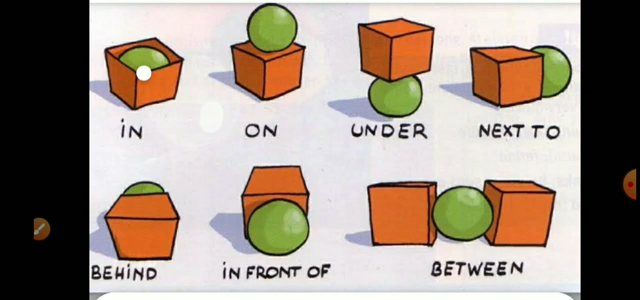 iN
ON
UNDER
NEXT TO
BEHiND
iN FRONT OF
BETWEEN